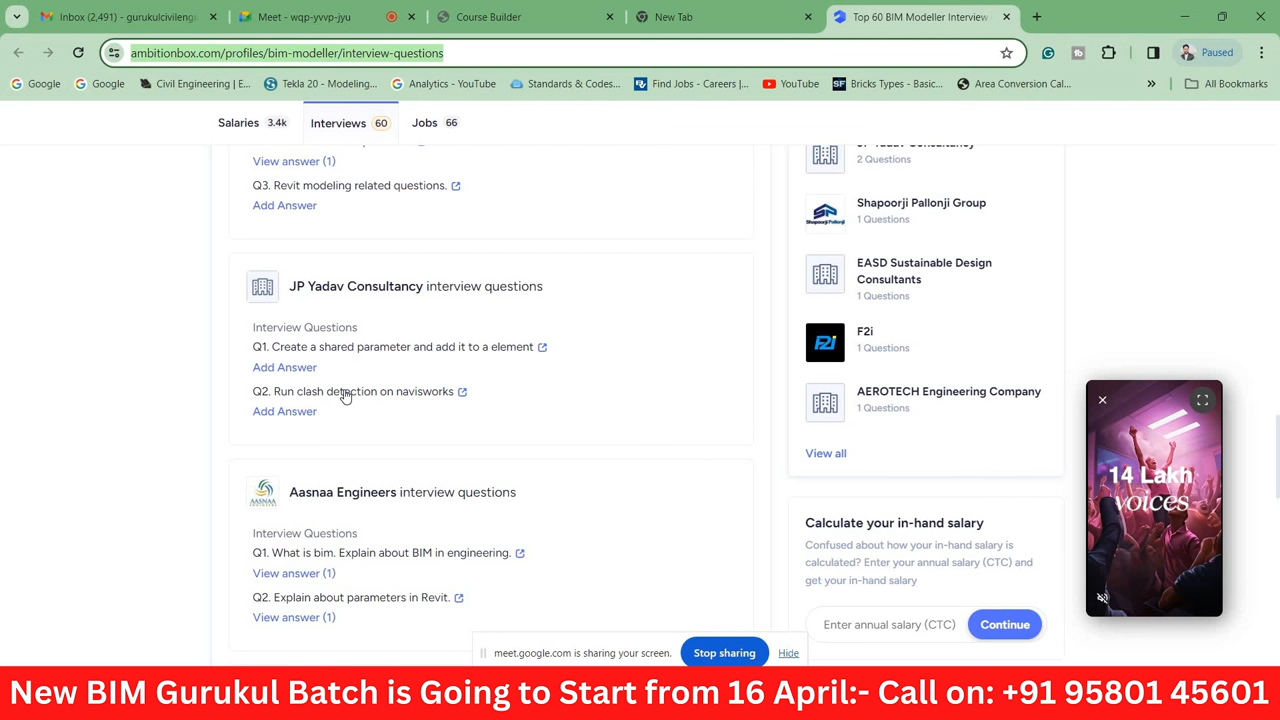 Inbox (2,491) - gurukulcivileng
Meet - wqp-yvvp-jyu
Course Builder
New Tab
Top 60 BIM Modeller Interview
ambitionbox.com/profiles/bim-modeller/interview-questions
Paused
Google
Google
Civil Engineering | E...
Tekla 20 - Modeling...
Analytics - YouTube
Standards & Codes...
Find Jobs - Careers |...
YouTube
Bricks Types - Basic...
Area Conversion Cal...
All Bookmarks
Salaries 3.4k
Interviews 60
Jobs 66
View answer (1)
Q3. Revit modeling related questions.
Add Answer
JP Yadav Consultancy interview questions
Interview Questions
Q1. Create a shared parameter and add it to a element
Add Answer
Q2. Run clash detection on navisworks
Add Answer
Aasnaa Engineers interview questions
AASNAA
Interview Questions
Q1. What is bim. Explain about BIM in engineering.
View answer (1)
Q2. Explain about parameters in Revit.
View answer (1)
JP Yadav Consultancy
2 Questions
Shapoorji Pallonji Group
Shapoorji Pallonji
1 Questions
EASD Sustainable Design
Consultants
1 Questions
F2i
F2i
1 Questions
AEROTECH Engineering Company
1 Questions
View all
Calculate your in-hand salary
Confused about how your in-hand salary is
calculated? Enter your annual salary (CTC) and
get your in-hand salary
Enter annual salary (CTC)
Continue
14 Lakh
voices
meet.google.com is sharing your screen.
Stop sharing
Hide
New BIM Gurukul Batch is Going to Start from 16 April:- Call on: +91 95801 45601